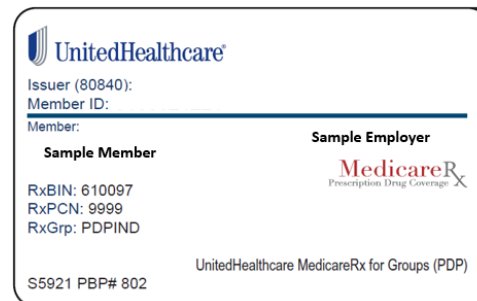 UnitedHealthcare®
Issuer (80840):
Member ID:
Member:
Sample Member
Sample Employer
MedicareRx
Prescription Drug Coverage
RxBIN: 610097
RxPCN: 9999
RxGrp: PDPIND
UnitedHealthcare MedicareRx for Groups (PDP)
S5921 PBP# 802